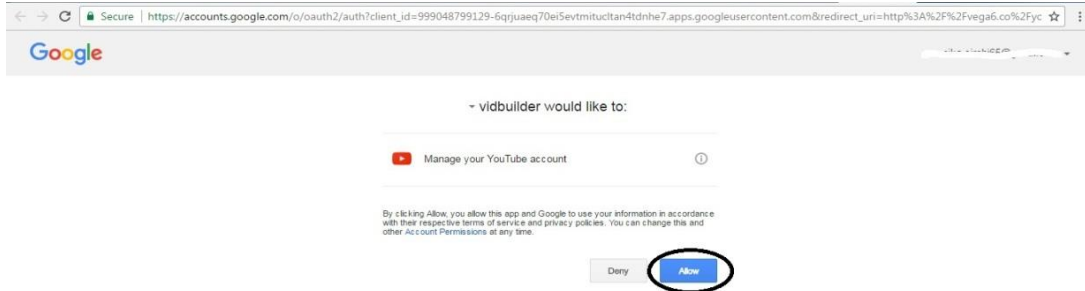 Secure | https://accounts.google.com/o/oauth2/auth?client_id=999048799129-6qrjuaeq70ei5evtmitucltan4tdnhe7.apps.googleusercontent.com&redirect_uri=http%3A%2F%2Fvega6.co%2Fyc
Google
vidbuilder would like to:
Manage your YouTube account
By clicking Allow, you allow this app and Google to use your information in accordance
with their respective terms of service and privacy policies. You can change this and
other Account Permissions at any time.
Deny Allow